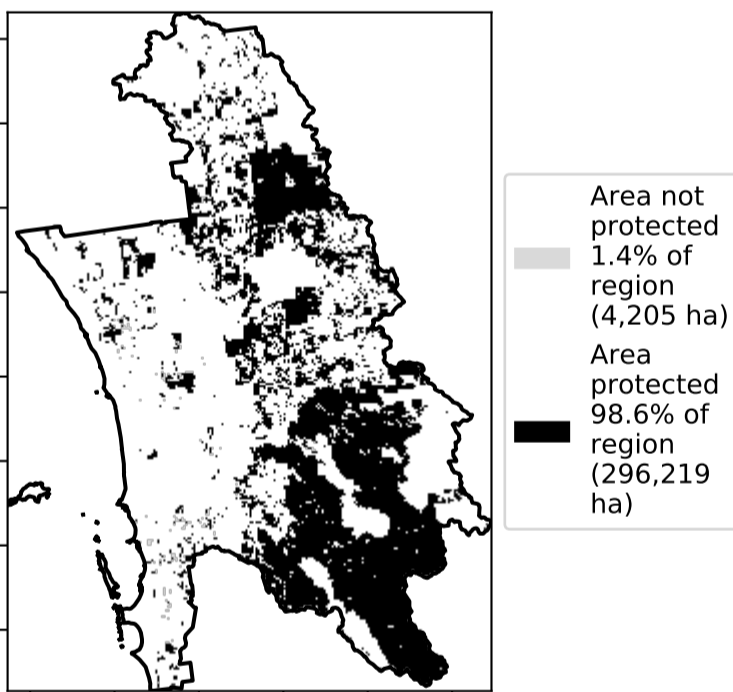 Area not
protected
1.4% of
region
(4,205 ha)
Area
protected
98.6% of
region
(296,219
ha)